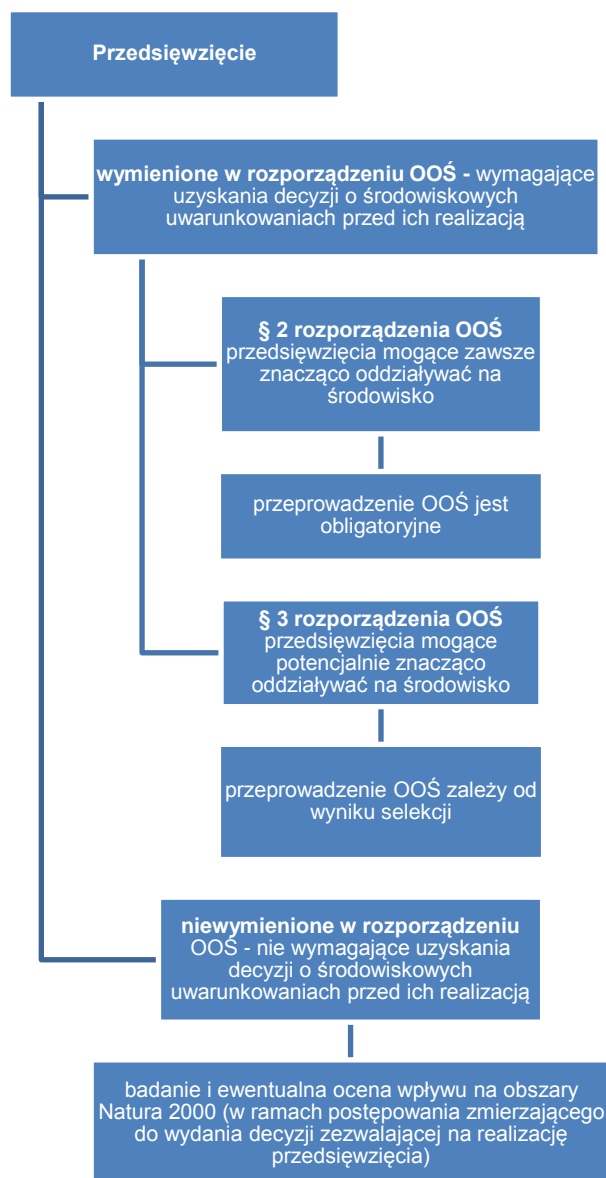 Przedsięwzięcie
wymienione w rozporządzeniu OOŚ - wymagające
uzyskania decyzji o środowiskowych
uwarunkowaniach przed ich realizacją
§ 2 rozporządzenia OOŚ
przedsięwzięcia mogące zawsze
znacząco oddziaływać na
środowisko
przeprowadzenie OOŚ jest
obligatoryjne
§ 3 rozporządzenia OOŚ
przedsięwzięcia mogące
potencjalnie znacząco
oddziaływać na środowisko
przeprowadzenie OOŚ zależy od
wyniku selekcji
niewymienione w rozporządzeniu
OOŚ - nie wymagające uzyskania
decyzji o środowiskowych
uwarunkowaniach przed ich realizacją
badanie i ewentualna ocena wpływu na obszary
Natura 2000 (w ramach postępowania zmierzającego
do wydania decyzji zezwalającej na realizację
przedsięwzięcia)